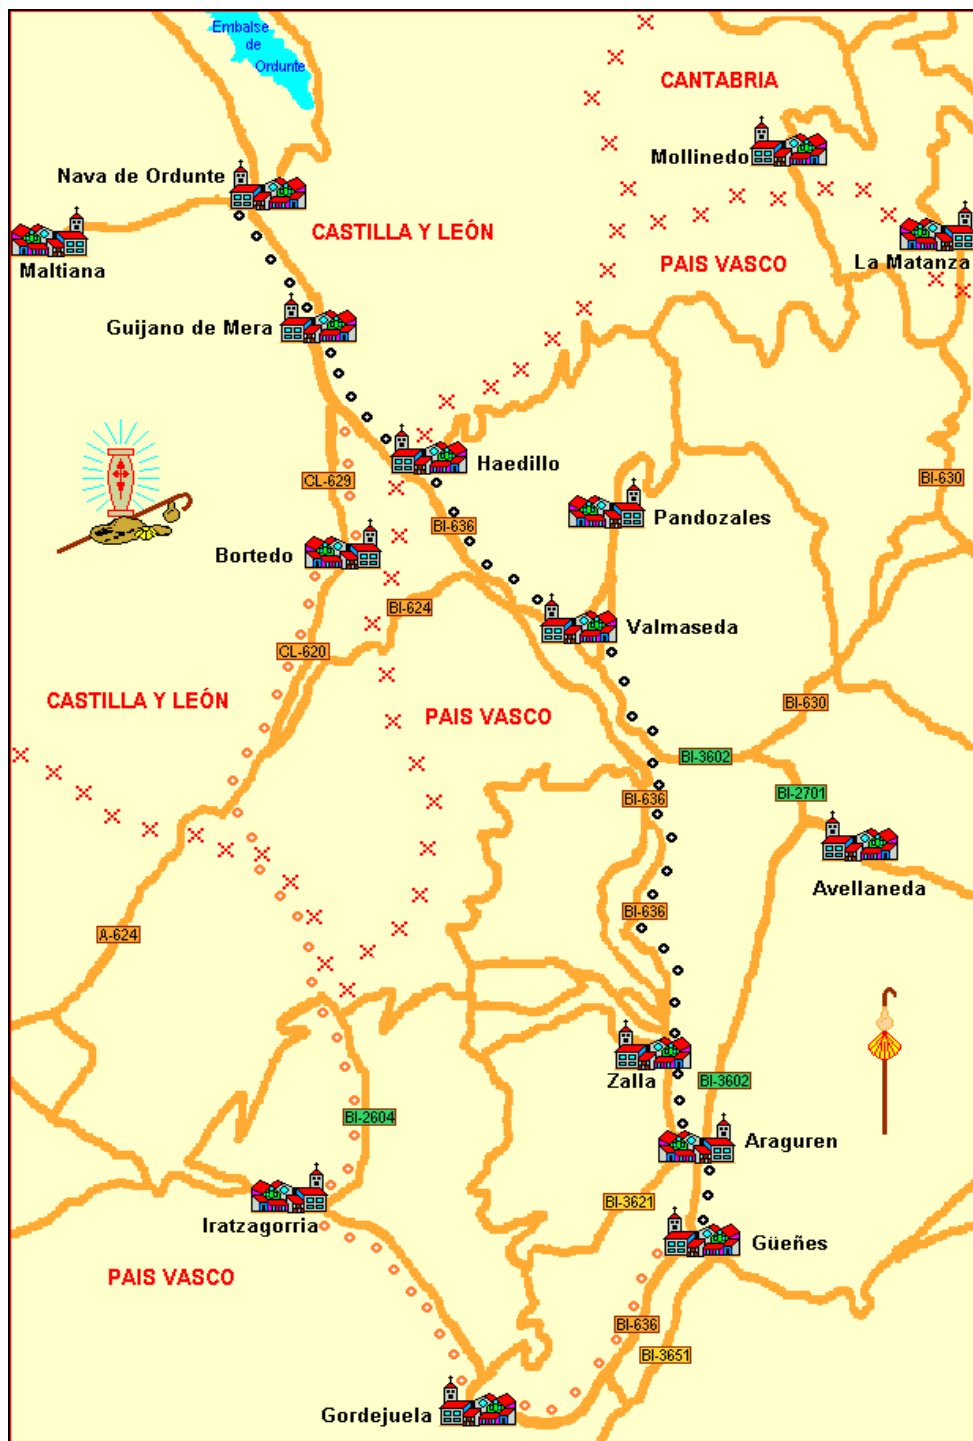 Embalse
de
Ordunte
CANTABRIA
Mollinedo
Nava de Ordunte
CASTILLA Y LEÓN
Maltiana
La Matanza
PAIS VASCO
Guijano de Mera
Haedillo
CL-629
BI-630
BI-636
Pandozales
Bortedo
BI-624
Valmaseda
CL-620
CASTILLA Y LEÓN
BI-630
PAIS VASCO
BI-3602
BI-2701
BI-636
Avellaneda
BI-636
A-624
Zalla
BI-3602
BI-2604
Araguren
BI-3621
Iratzagorria
Güeñes
PAIS VASCO
BI-636
BI-3651
Gordejuela